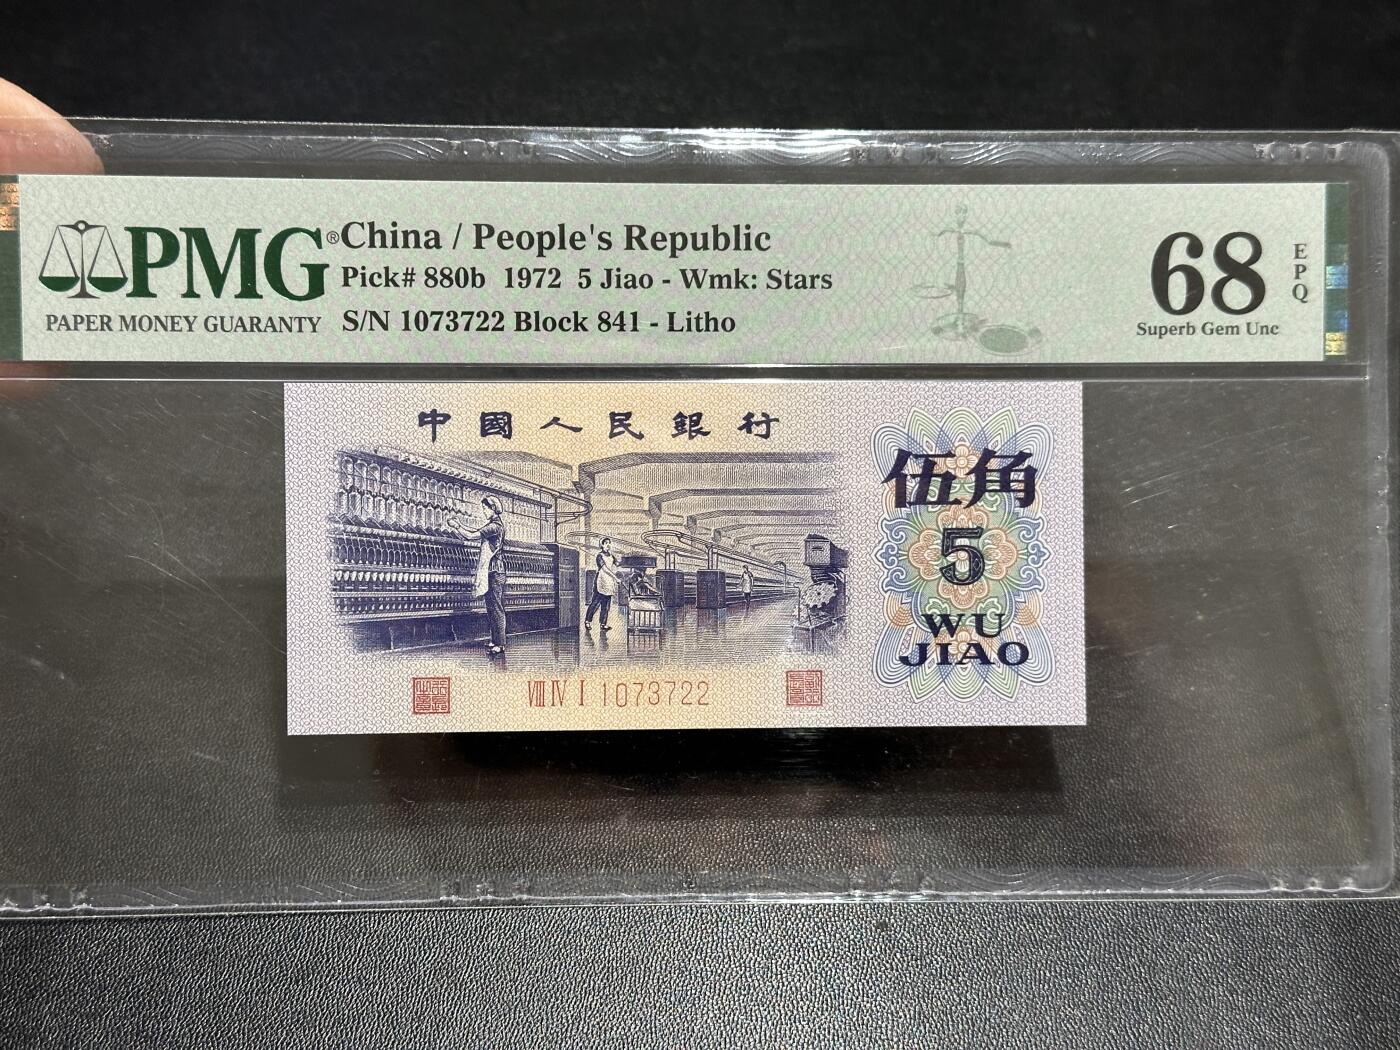 PMG®
PAPER MONEY GUARANTY
China / People's Republic
Pick# 880b 1972 5 Jiao - Wmk: Stars
S/N 1073722 Block 841 - Litho
68
EPQ
Superb Gem Unc
中國人民銀行
伍角
5
WU
JIAO
VIII IV I 1073722